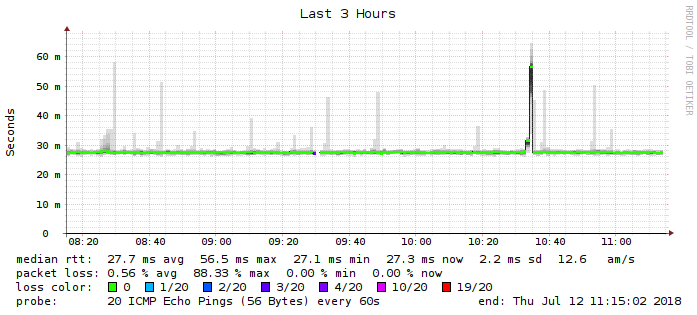 Last 3 Hours
RRDTOOL / TOBI OETIKER
Seconds
60 m
50 m
40 m
30 m
20 m
10 m
0
08:20 08:40 09:00 09:20 09:40 10:00 10:20 10:40 11:00
median rtt: 27.7 ms avg 56.5 ms max 27.1 ms min 27.3 ms now 2.2 ms sd 12.6 am/s
packet loss: 0.56 % avg 88.33 % max 0.00 % min 0.00 % now
loss color: 0 1/20 2/20 3/20 4/20 10/20 19/20
probe: 20 ICMP Echo Pings (56 Bytes) every 60s end: Thu Jul 12 11:15:02 2018